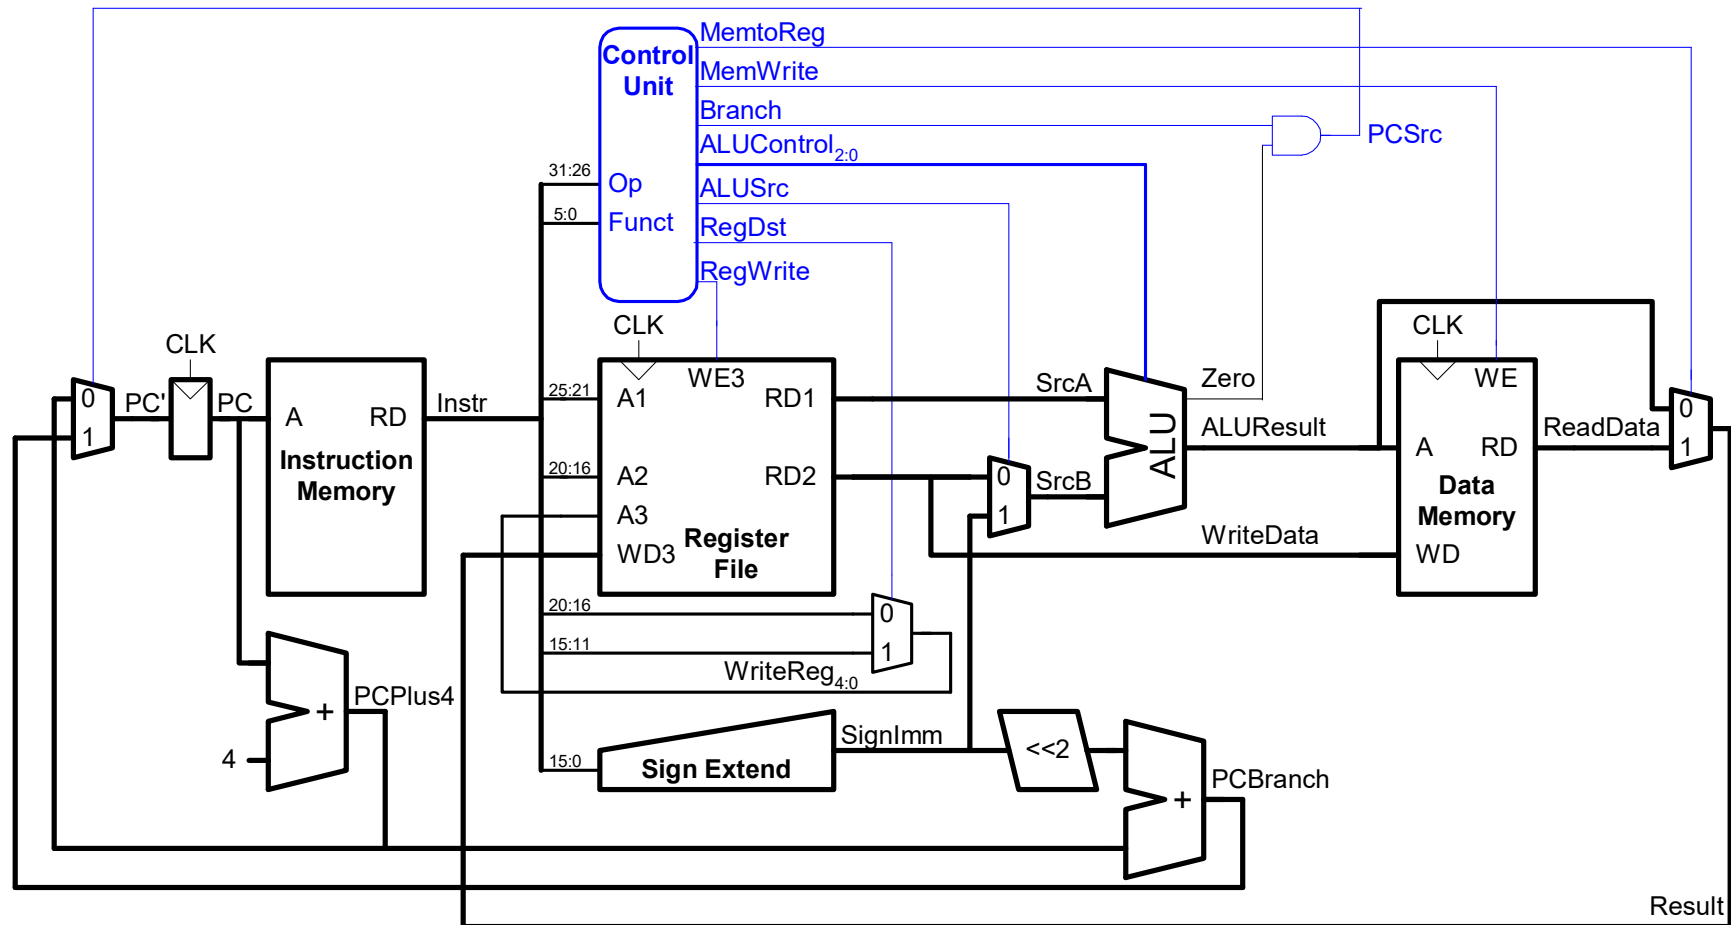 MemtoReg
Control
Unit
MemWrite
Branch
ALUControl2:0
PCSrc
31:26
Op
ALUSrc
5:0
Funct
RegDst
RegWrite
CLK
CLK
CLK
WE3
WE
0
1
PC'
PC
A
RD
Instr
Instruction
Memory
25:21
A1
RD1
SrcA
Zero
ALU
ALUResult
A
RD
ReadData
0
1
20:16
A2
RD2
0
1
SrcB
Data
Memory
A3
WD3
Register
File
WriteData
WD
20:16
0
15:11
1
WriteReg4:0
PCPlus4
+
4
SignImm
15:0
Sign Extend
<<2
PCBranch
+
Result